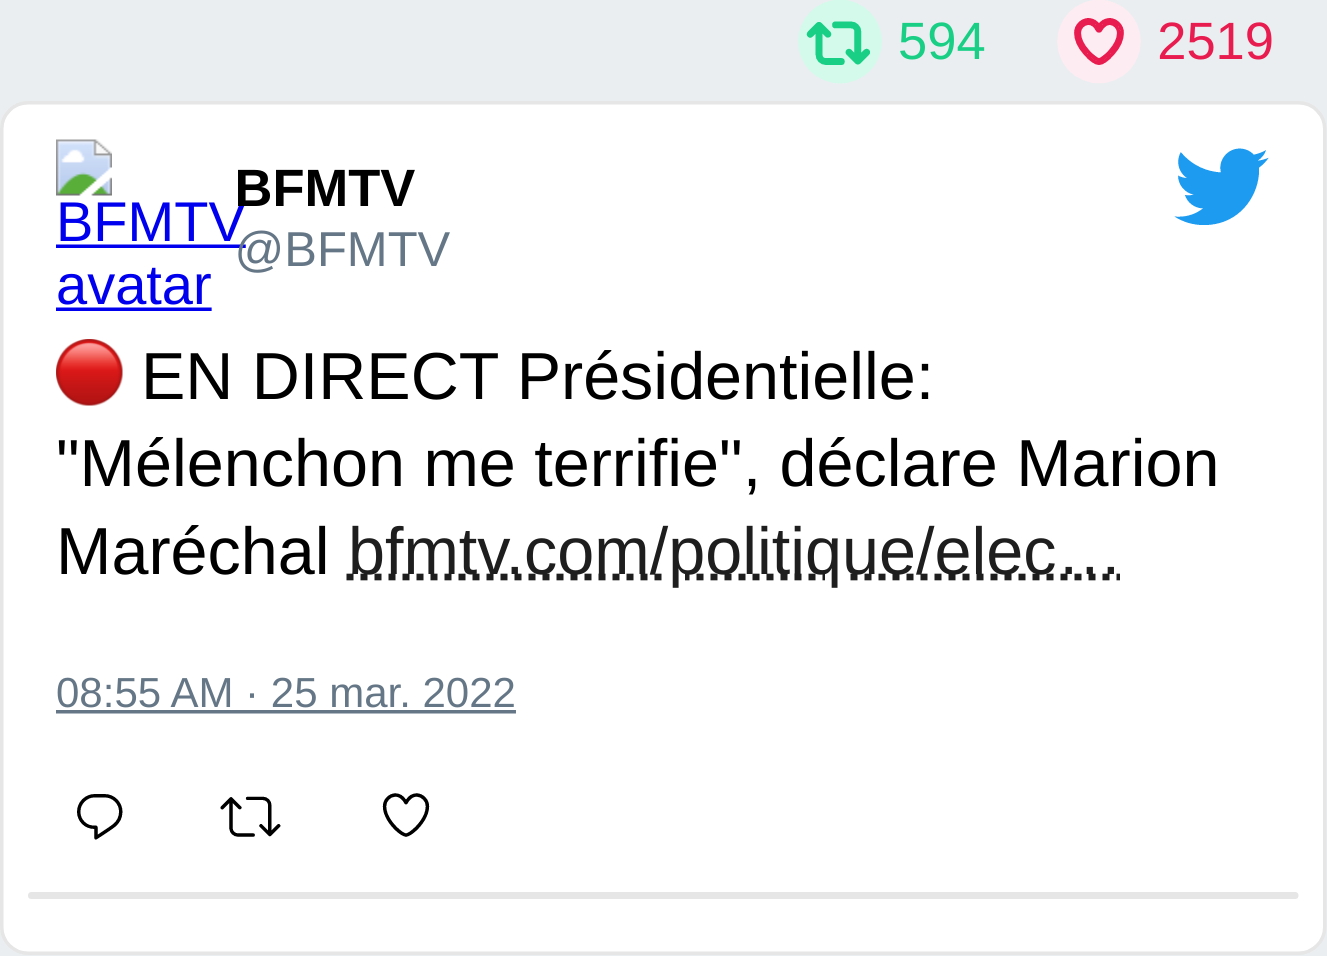 594 2519
BFMTV avatar
BFMTV
@BFMTV
🔴 EN DIRECT Présidentielle:
"Mélenchon me terrifie", déclare Marion
Maréchal bfmtv.com/politique/elec...
08:55 AM · 25 mar. 2022